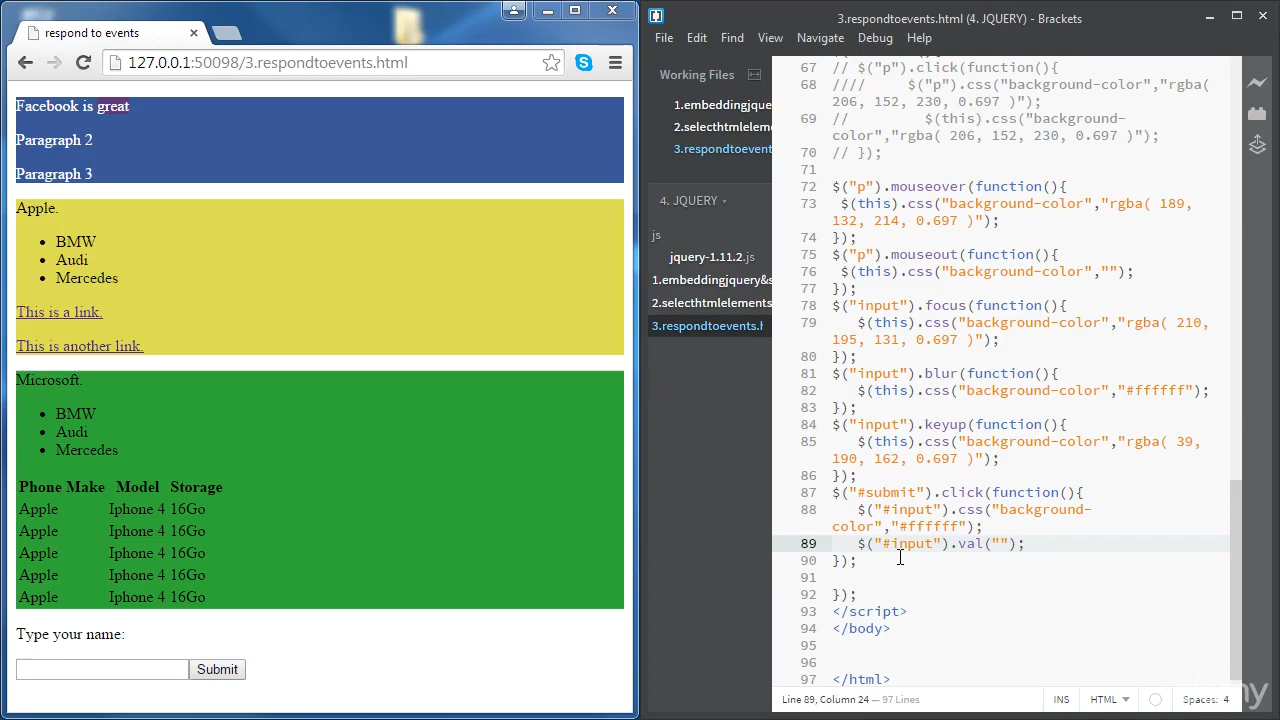 respond to events
127.0.0.1:50098/3.respondtoevents.html
Facebook is great
Paragraph 2
Paragraph 3
Apple.
BMW
Audi
Mercedes
This is a link.
This is another link.
Microsoft.
BMW
Audi
Mercedes
Phone Make Model Storage
Apple Iphone 4 16Go
Apple Iphone 4 16Go
Apple Iphone 4 16Go
Apple Iphone 4 16Go
Apple Iphone 4 16Go
Type your name:
Submit
3.respondtoevents.html (4. JQUERY) - Brackets
File Edit Find View Navigate Debug Help
Working Files
1.embeddingjque
2.selecthtmleleme
3.respondtoevent
4. JQUERY
js
jquery-1.11.2.js
1.embeddingjquery&s
2.selecthtmlelements
3.respondtoevents.h
67 // $("p").click(function(){
68 //// $("p").css("background-color","rgba(
206, 152, 230, 0.697 )");
69 // $(this).css("background-
color","rgba( 206, 152, 230, 0.697 )");
70 // });
71
72 $("p").mouseover(function(){
73 $(this).css("background-color","rgba( 189,
132, 214, 0.697 )");
74 });
75 $("p").mouseout(function(){
76 $(this).css("background-color","");
77 });
78 $("input").focus(function(){
79 $(this).css("background-color","rgba( 210,
195, 131, 0.697 )");
80 });
81 $("input").blur(function(){
82 $(this).css("background-color","#ffffff");
83 });
84 $("input").keyup(function(){
85 $(this).css("background-color","rgba( 39,
190, 162, 0.697 )");
86 });
87 $("#submit").click(function(){
88 $("#input").css("background-
color","#ffffff");
89 $("#input").val("");
90 });
91
92 });
93 </script>
94 </body>
95
96
97 </html>
Line 89, Column 24 — 97 Lines
INS HTML Spaces: 4